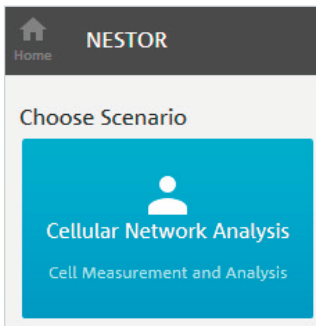 NESTOR
Home
Choose Scenario
Cellular Network Analysis
Cell Measurement and Analysis